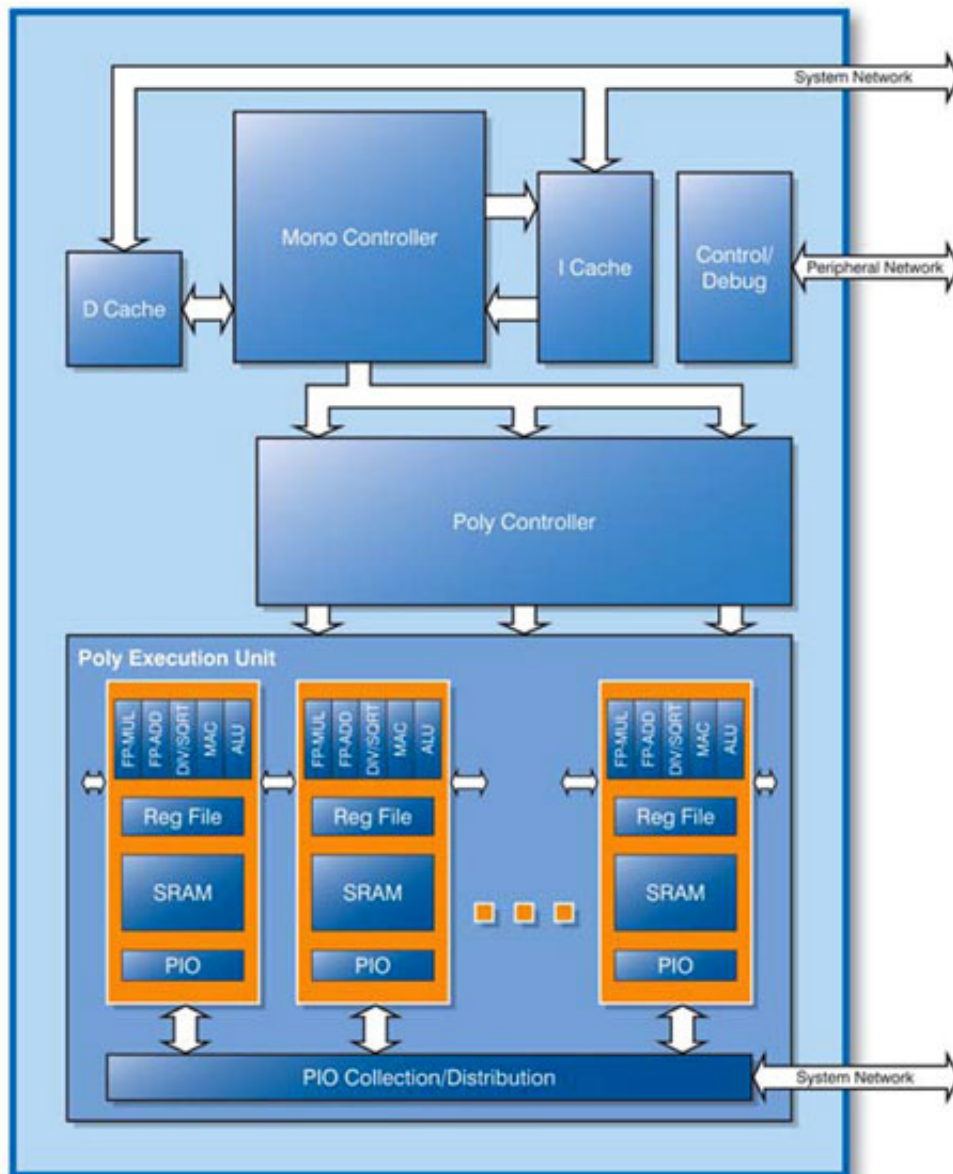 System Network
Mono Controller
I Cache
Control/
Debug
Peripheral Network
D Cache
Poly Controller
Poly Execution Unit
FP-MUL
FP-ADD
DIV/SQRT
MAC
ALU
FP-MUL
FP-ADD
DIV/SQRT
MAC
ALU
FP-MUL
FP-ADD
DIV/SQRT
MAC
ALU
Reg File
Reg File
Reg File
SRAM
SRAM
SRAM
PIO
PIO
PIO
PIO Collection/Distribution
System Network